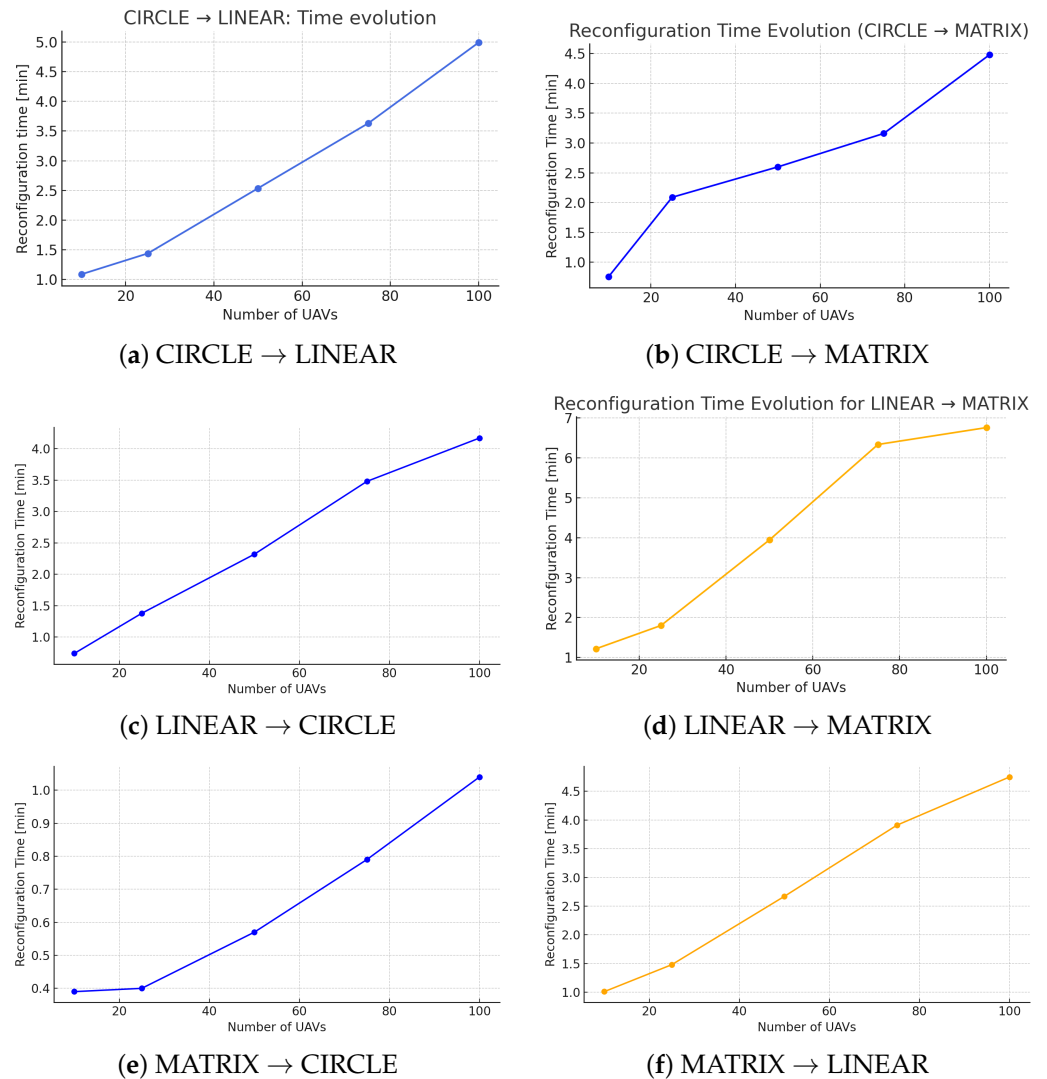 CIRCLE → LINEAR: Time evolution
5.0
4.5
4.0
3.5
3.0
2.5
2.0
1.5
1.0
Reconfiguration time [min]
20 40 60 80 100
Number of UAVs
(a) CIRCLE → LINEAR
Reconfiguration Time Evolution (CIRCLE → MATRIX)
4.5
4.0
3.5
3.0
2.5
2.0
1.5
1.0
Reconfiguration Time [min]
20 40 60 80 100
Number of UAVs
(b) CIRCLE → MATRIX
4.0
3.5
3.0
2.5
2.0
1.5
1.0
Reconfiguration Time [min]
20 40 60 80 100
Number of UAVs
(c) LINEAR → CIRCLE
Reconfiguration Time Evolution for LINEAR → MATRIX
7
6
5
4
3
2
1
Reconfiguration Time [min]
20 40 60 80 100
Number of UAVs
(d) LINEAR → MATRIX
1.0
0.9
0.8
0.7
0.6
0.5
0.4
Reconfiguration Time [min]
20 40 60 80 100
Number of UAVs
(e) MATRIX → CIRCLE
4.5
4.0
3.5
3.0
2.5
2.0
1.5
1.0
Reconfiguration Time [min]
20 40 60 80 100
Number of UAVs
(f) MATRIX → LINEAR